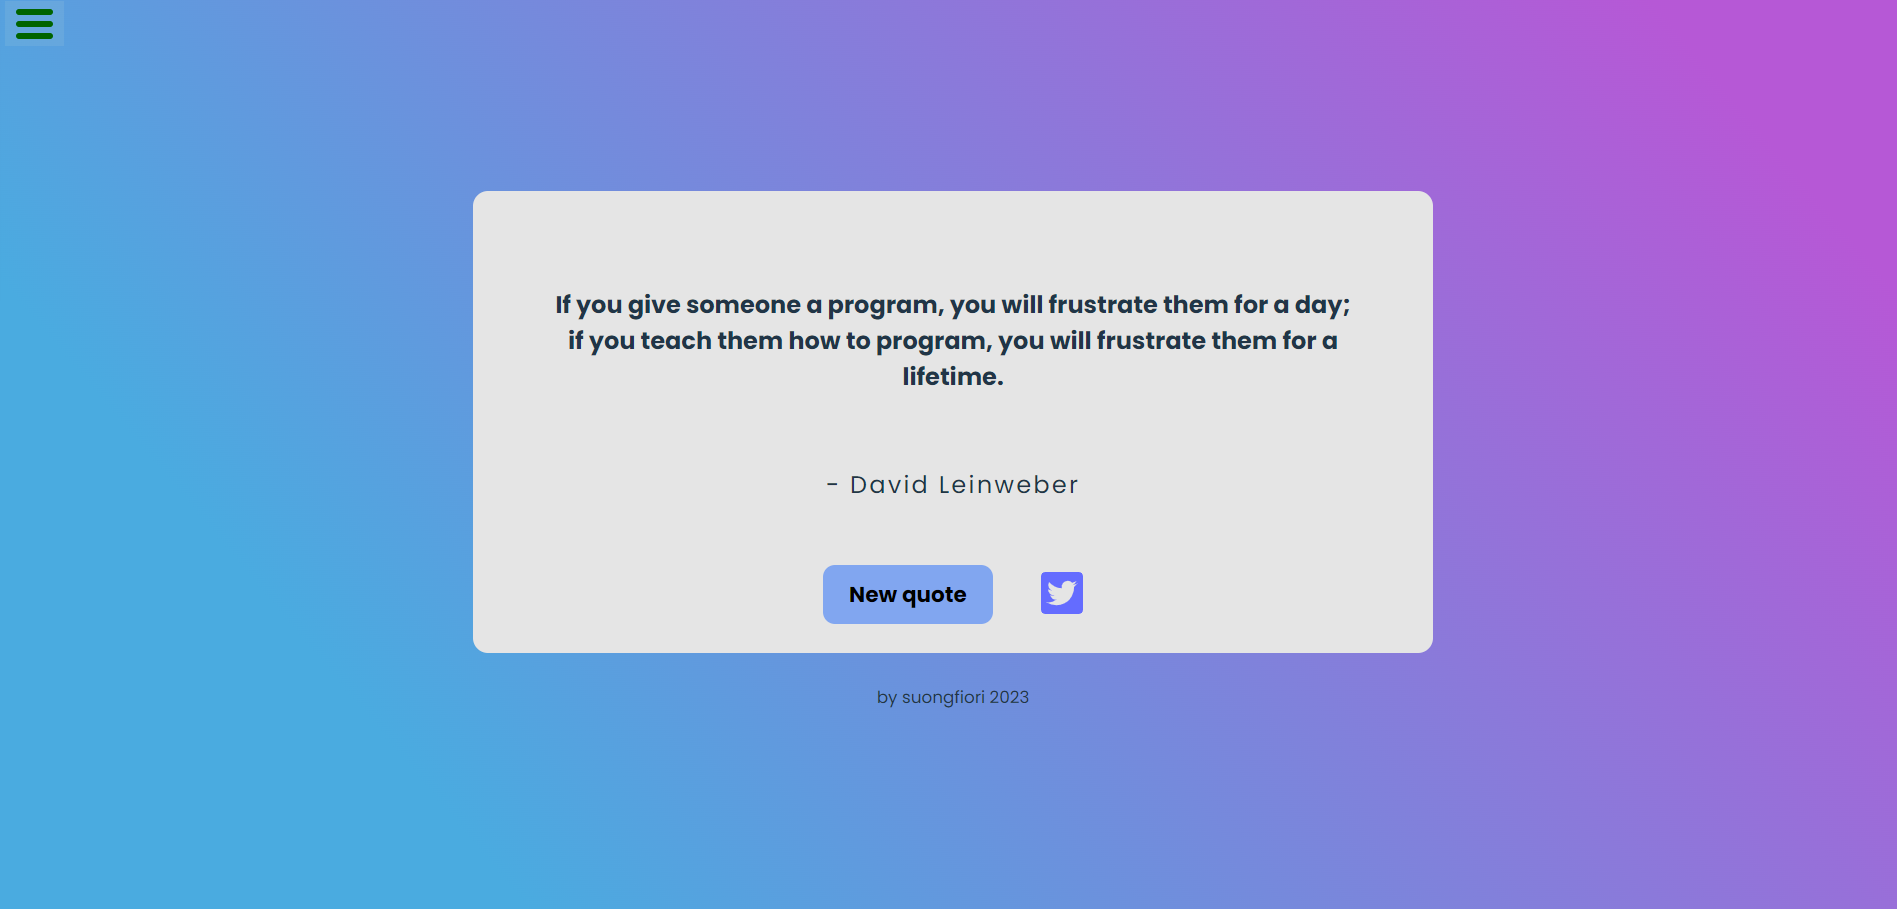 If you give someone a program, you will frustrate them for a day;
if you teach them how to program, you will frustrate them for a
lifetime.
- David Leinweber
New quote
by suongfiori 2023